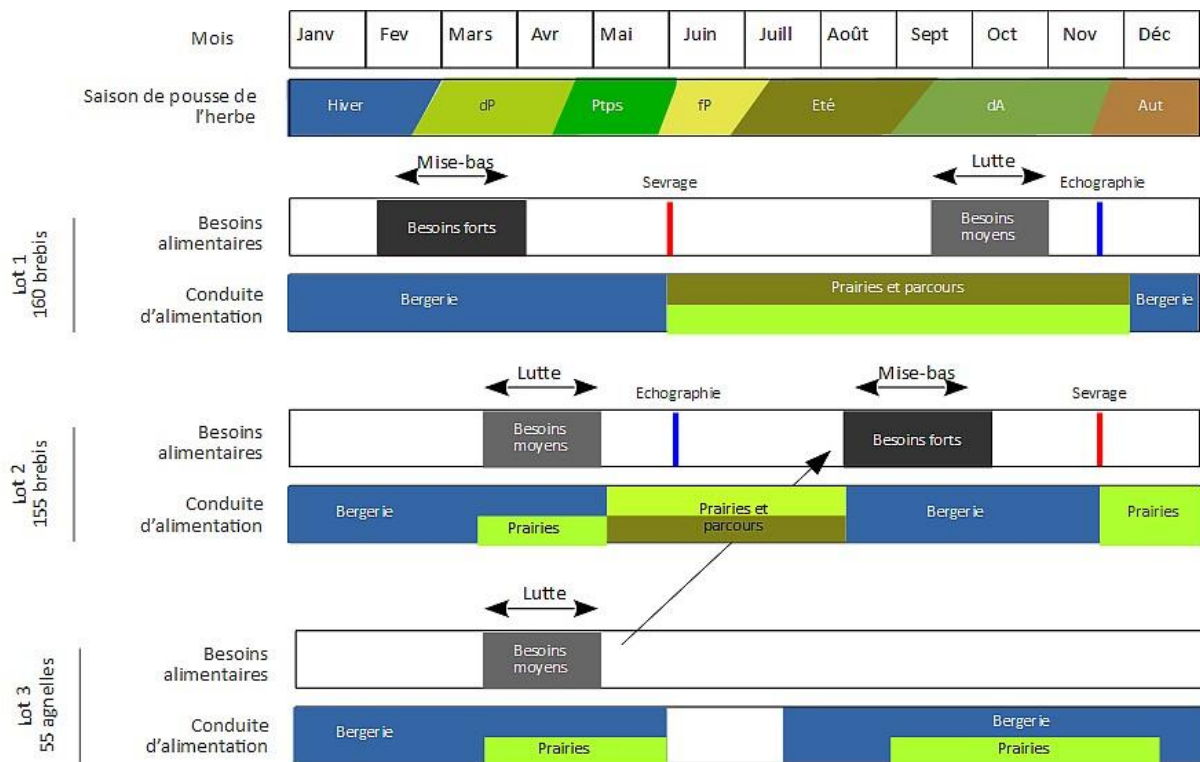 Mois
Janv Fev Mars Avr Mai Juin Juill Août Sept Oct Nov Déc
Saison de pousse de
l’herbe
Hiver dP Ptps fP Eté dA Aut
Lot 1
160 brebis
Mise-bas Sevrage Lutte Echographie
Besoins
alimentaires
Besoins forts
Besoins
moyens
Conduite
d’alimentation
Bergerie
Prairies et parcours
Bergerie
Lot 2
155 brebis
Lutte Echographie Mise-bas Sevrage
Besoins
alimentaires
Besoins
moyens
Besoins forts
Conduite
d’alimentation
Bergerie
Prairies
Prairies et
parcours
Bergerie
Prairies
Lot 3
55 agnelles
Lutte
Besoins
alimentaires
Besoins
moyens
Conduite
d’alimentation
Bergerie
Prairies
Bergerie
Prairies